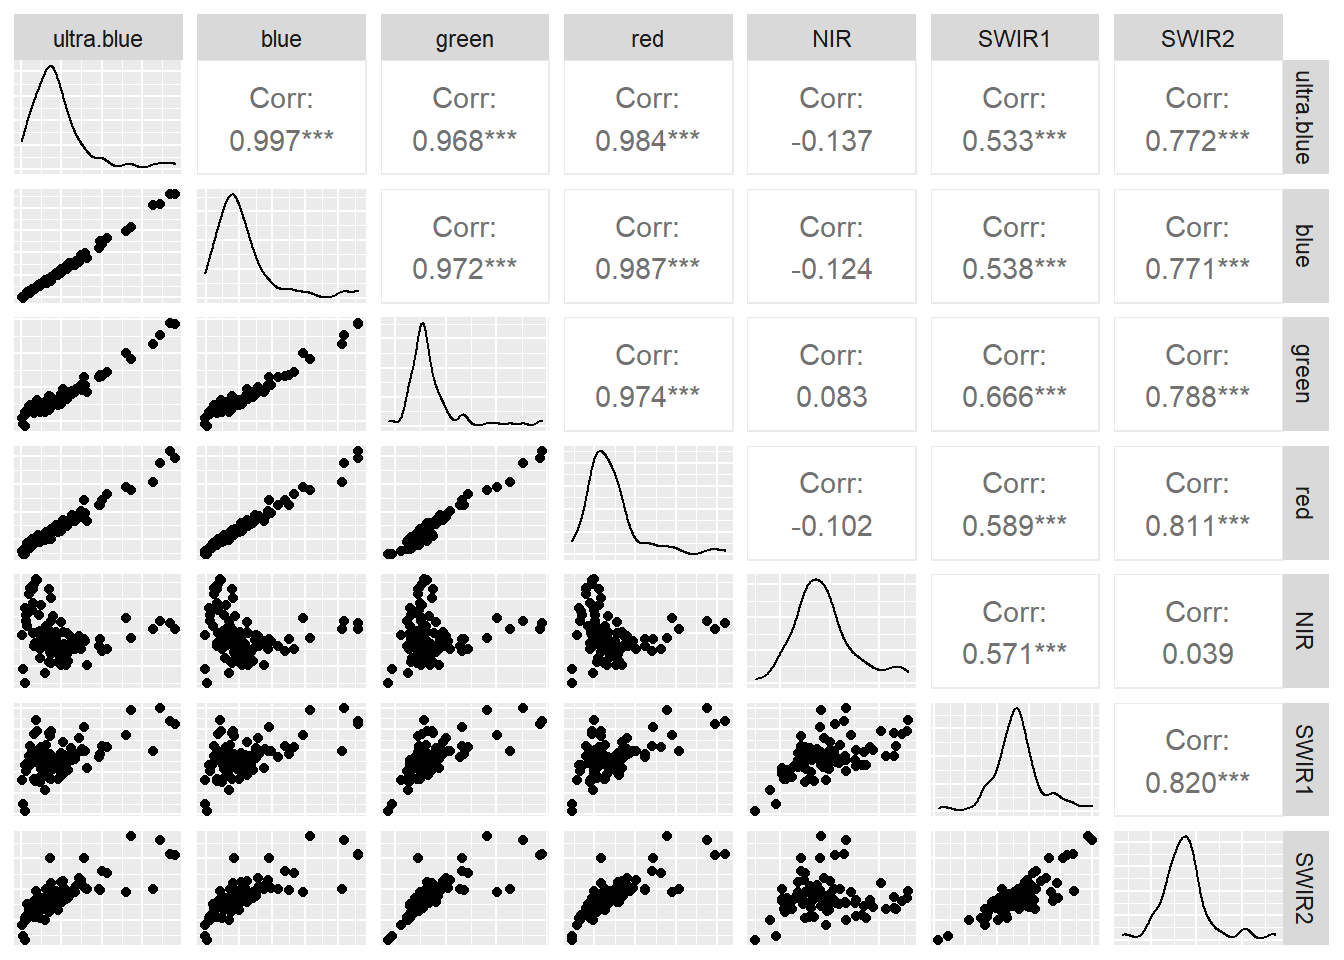 ultra.blue blue green red NIR SWIR1 SWIR2
Corr: Corr: Corr: Corr: Corr: Corr: ultra.blue
0.997*** 0.968*** 0.984*** -0.137 0.533*** 0.772***
Corr: Corr: Corr: Corr: Corr: blue
0.972*** 0.987*** -0.124 0.538*** 0.771***
Corr: Corr: Corr: Corr: green
0.974*** 0.083 0.666*** 0.788***
Corr: Corr: Corr: red
-0.102 0.589*** 0.811***
Corr: Corr: NIR
0.571*** 0.039
Corr: SWIR1
0.820***
SWIR2